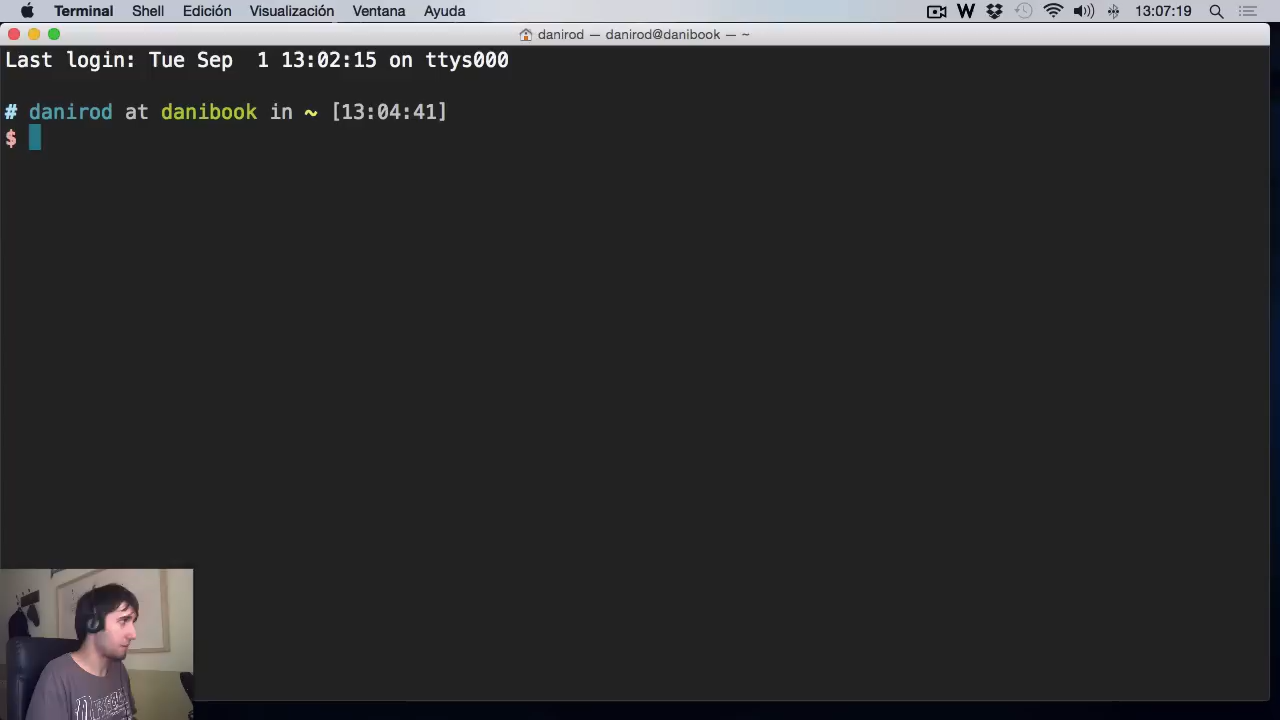 Terminal Shell Edición Visualización Ventana Ayuda 13:07:19
danirod — danirod@danibook — ~
Last login: Tue Sep  1 13:02:15 on ttys000
# danirod at danibook in ~ [13:04:41]
$